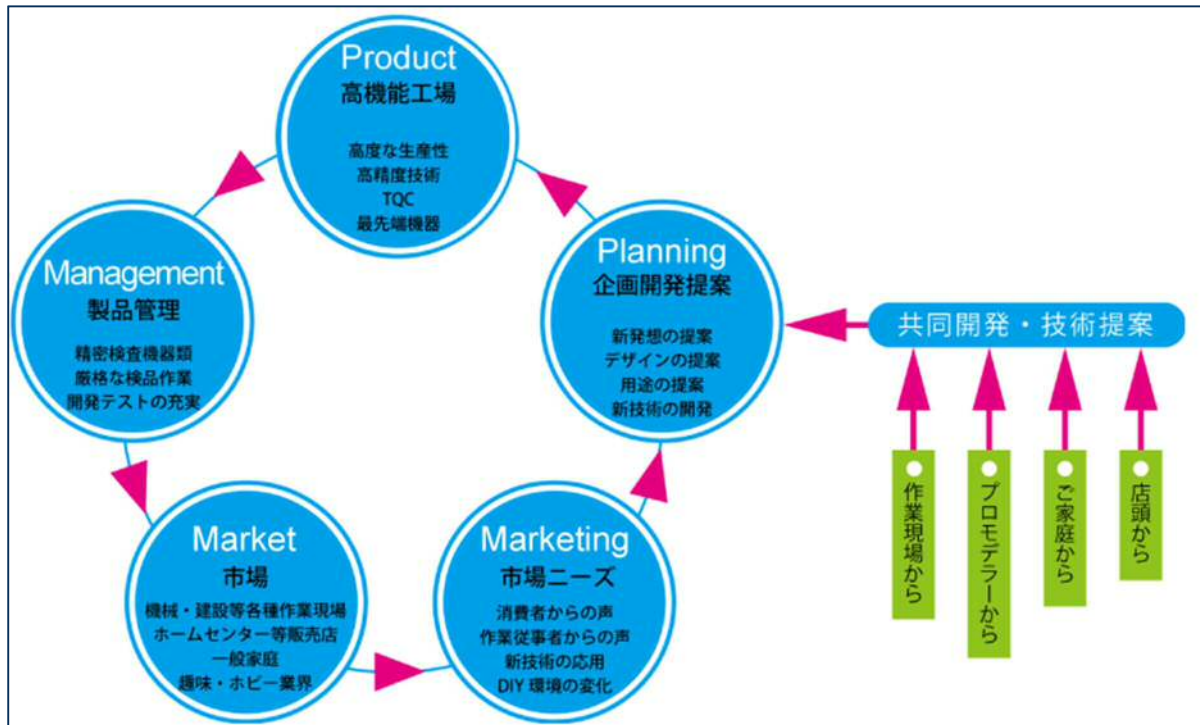 Product
高機能工場
高度な生産性
高精度技術
TQC
最先端機器
Management
製品管理
精密検査機器類
厳格な検品作業
開発テストの充実
Planning
企画開発提案
新発想の提案
デザインの提案
用途の提案
新技術の開発
共同開発・技術提案
作業現場から
プロモデラーから
ご家庭から
店頭から
Market
市場
機械・建設等各種作業現場
ホームセンター等販売店
一般家庭
趣味・ホビー業界
Marketing
市場ニーズ
消費者からの声
作業従事者からの声
新技術の応用
DIY 環境の変化